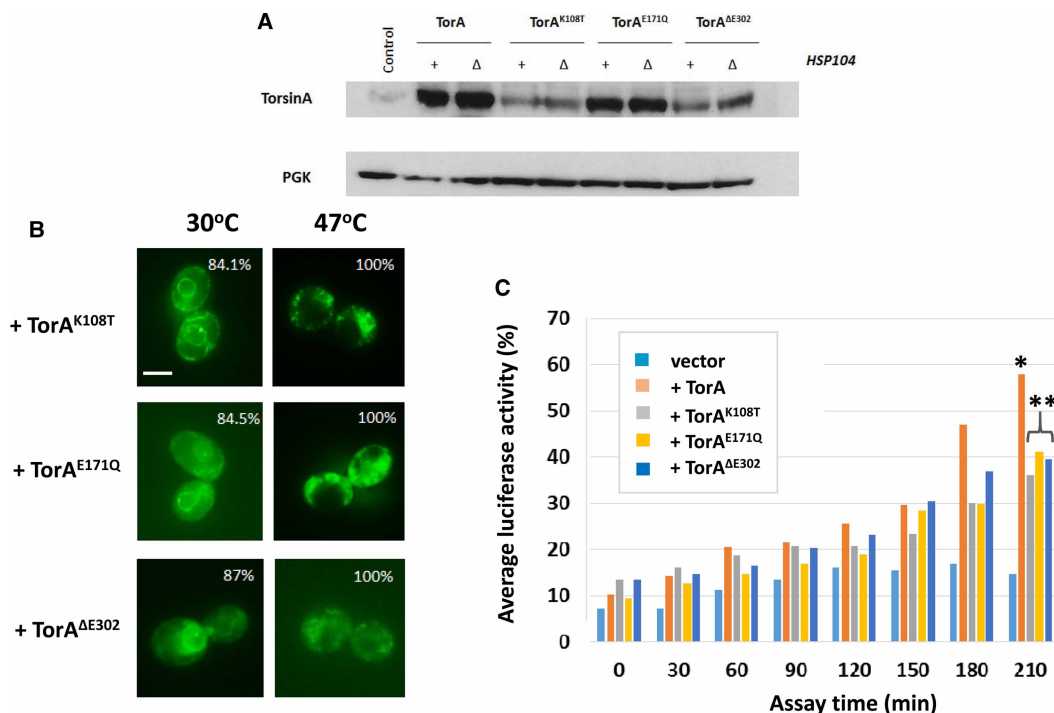 A
Control
TorA
TorA^K108T
TorA^E171Q
TorA^ΔE302
+ Δ + Δ + Δ + Δ
HSP104
TorsinA
PGK
B
30°C
47°C
+ TorA^K108T
84.1%
100%
+ TorA^E171Q
84.5%
100%
+ TorA^ΔE302
87%
100%
C
Average luciferase activity (%)
70
60
50
40
30
20
10
0
vector
+ TorA
+ TorA^K108T
+ TorA^E171Q
+ TorA^ΔE302
*
**
0 30 60 90 120 150 180 210
Assay time (min)